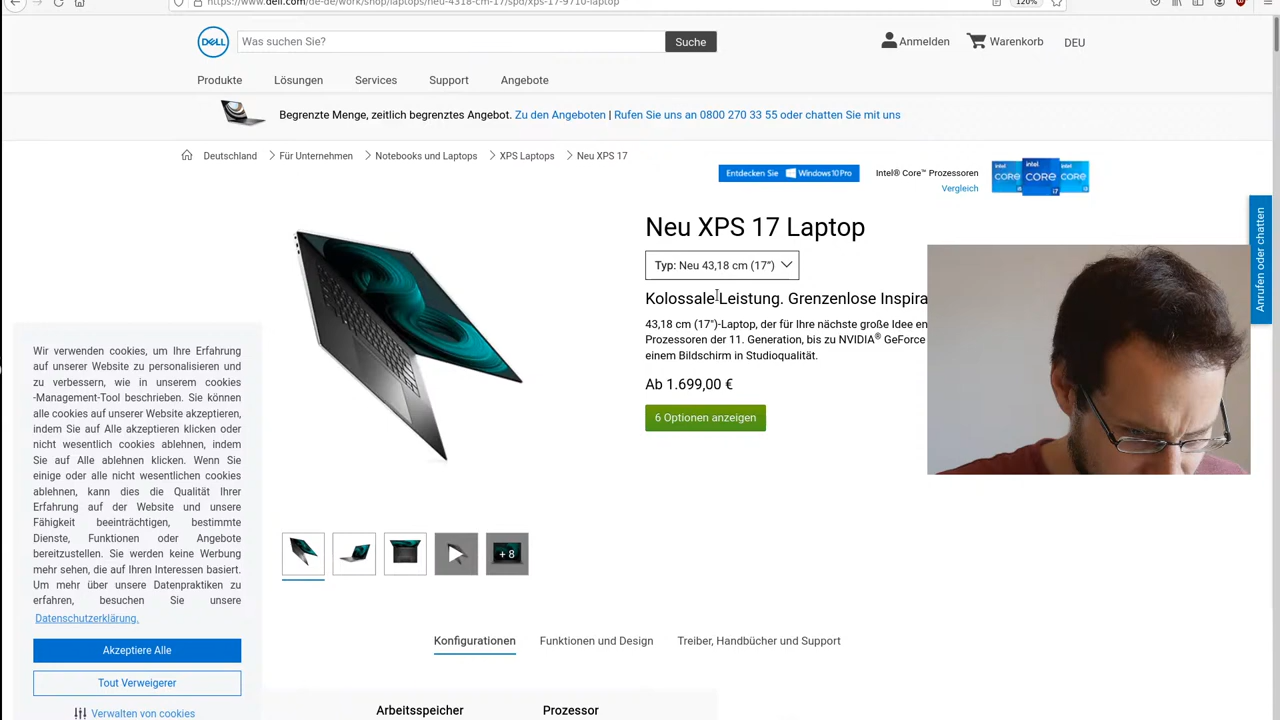 https://www.dell.com/de-de/work/shop/laptops/neu-4318-cm-17/spd/xps-17-9710-laptop
120%
DELL
Was suchen Sie?
Suche
Anmelden
Warenkorb
DEU
Produkte
Lösungen
Services
Support
Angebote
Begrenzte Menge, zeitlich begrenztes Angebot. Zu den Angeboten | Rufen Sie uns an 0800 270 33 55 oder chatten Sie mit uns
Deutschland
Für Unternehmen
Notebooks und Laptops
XPS Laptops
Neu XPS 17
Entdecken Sie Windows 10 Pro
Intel® Core™ Prozessoren
Vergleich
intel
CORE
intel
CORE
i7
intel
CORE
Anrufen oder chatten
Neu XPS 17 Laptop
Typ: Neu 43,18 cm (17")
Kolossale Leistung. Grenzenlose Inspira
43,18 cm (17")-Laptop, der für Ihre nächste große Idee en
Prozessoren der 11. Generation, bis zu NVIDIA® GeForce
einem Bildschirm in Studioqualität.
Ab 1.699,00 €
6 Optionen anzeigen
+ 8
Wir verwenden cookies, um Ihre Erfahrung
auf unserer Website zu personalisieren und
zu verbessern, wie in unserem cookies
-Management-Tool beschrieben. Sie können
alle cookies auf unserer Website akzeptieren,
indem Sie auf Alle akzeptieren klicken oder
nicht wesentlich cookies ablehnen, indem
Sie auf Alle ablehnen klicken. Wenn Sie
einige oder alle nicht wesentlichen cookies
ablehnen, kann dies die Qualität Ihrer
Erfahrung auf der Website und unsere
Fähigkeit beeinträchtigen, bestimmte
Dienste, Funktionen oder Angebote
bereitzustellen. Sie werden keine Werbung
mehr sehen, die auf Ihren Interessen basiert.
Um mehr über unsere Datenpraktiken zu
erfahren, besuchen Sie unsere
Datenschutzerklärung.
Akzeptiere Alle
Tout Verweigerer
Verwalten von cookies
Konfigurationen
Funktionen und Design
Treiber, Handbücher und Support
Arbeitsspeicher
Prozessor